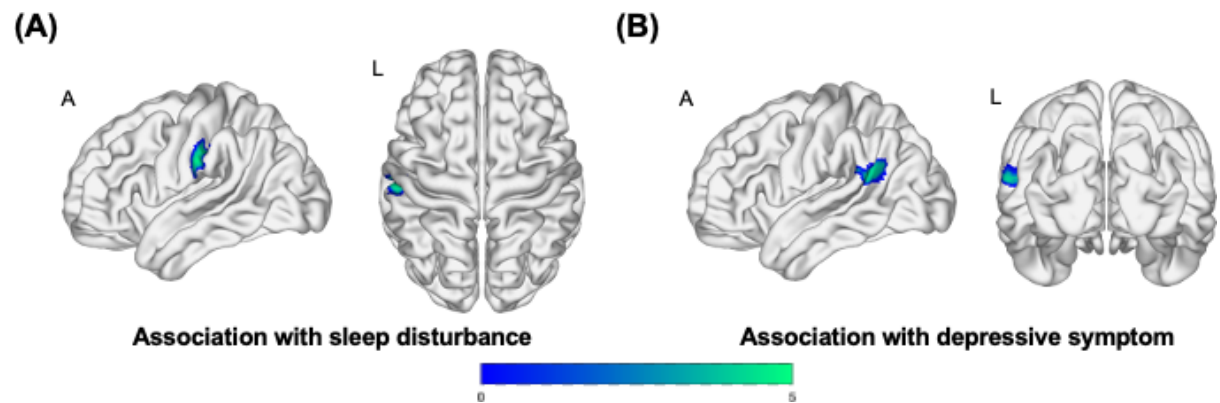 (A)
A
L
Association with sleep disturbance
(B)
A
L
Association with depressive symptom
0
5